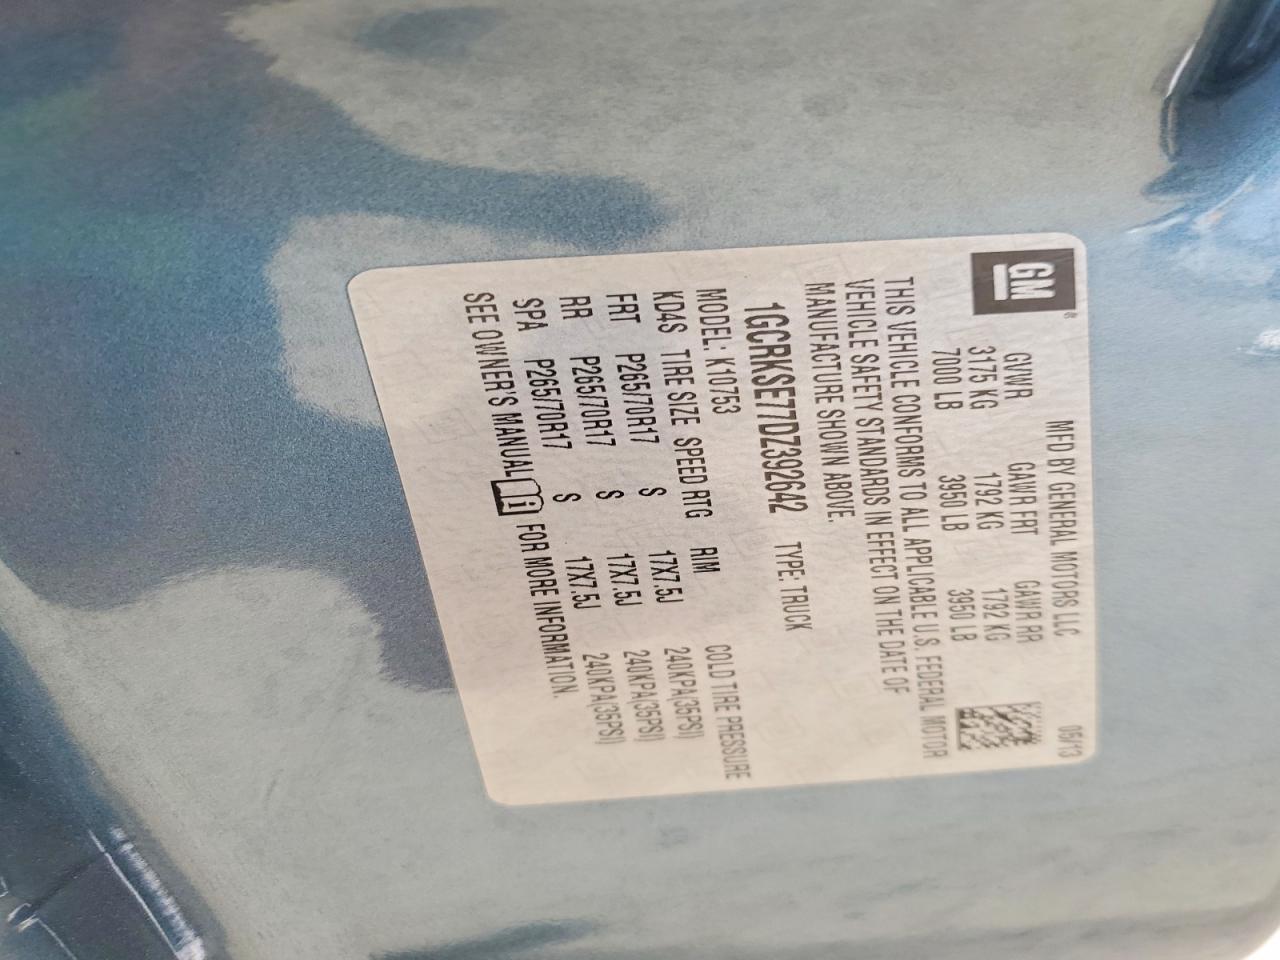 GM
MFD BY GENERAL MOTORS LLC 05/13
GVWR GAWR FRT GAWR RR
3175 KG 1792 KG 1792 KG
7000 LB 3950 LB 3950 LB
THIS VEHICLE CONFORMS TO ALL APPLICABLE U.S. FEDERAL MOTOR
VEHICLE SAFETY STANDARDS IN EFFECT ON THE DATE OF
MANUFACTURE SHOWN ABOVE.
1GCRKSE77DZ392642 TYPE: TRUCK
MODEL: K10753
KD4S TIRE SIZE SPEED RTG RIM COLD TIRE PRESSURE
FRT P265/70R17 S 17X7.5J 240KPA(35PSI)
RR P265/70R17 S 17X7.5J 240KPA(35PSI)
SPA P265/70R17 S 17X7.5J 240KPA(35PSI)
SEE OWNER'S MANUAL i FOR MORE INFORMATION.